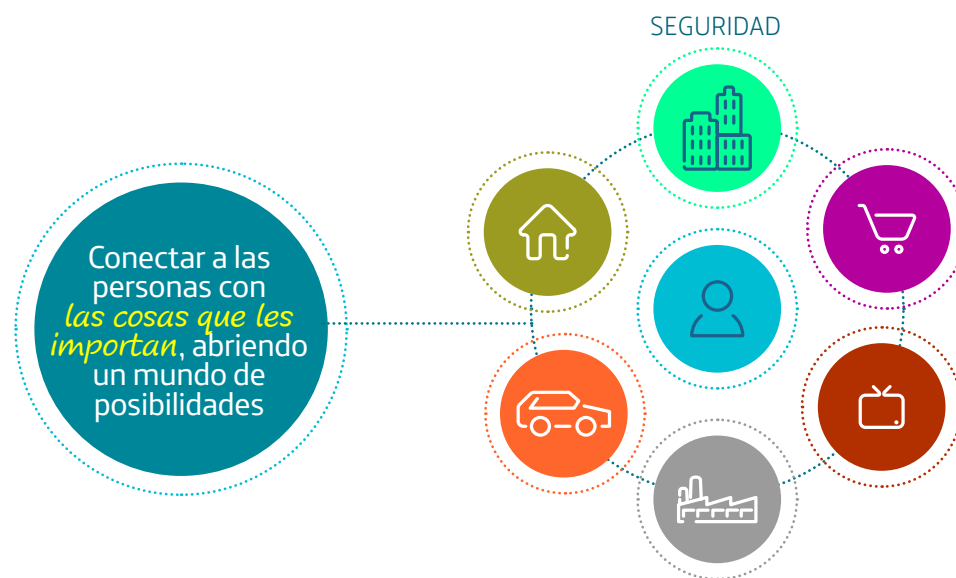 SEGURIDAD
Conectar a las
personas con
las cosas que les
importan, abriendo
un mundo de
posibilidades